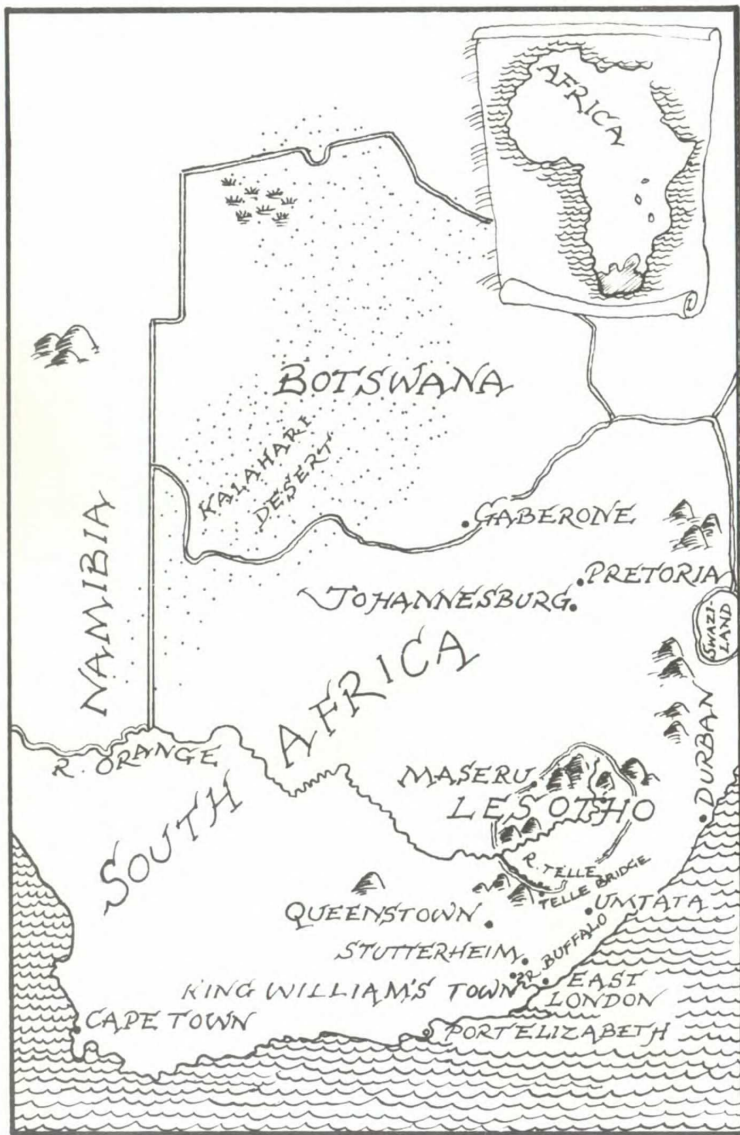 AFRICA
BOTSWANA
KALAHARI
DESERT
GABERONE
NAMIBIA
PRETORIA
JOHANNESBURG
SWAZI-
LAND
SOUTH AFRICA
R. ORANGE
DURBAN
MASERU
LESOTHO
R. TELLE
TELLE BRIDGE
UMTATA
QUEENSTOWN
R. BUFFALO
STUTTERHEIM
KING WILLIAM'S TOWN
EAST
LONDON
CAPE TOWN
PORT ELIZABETH